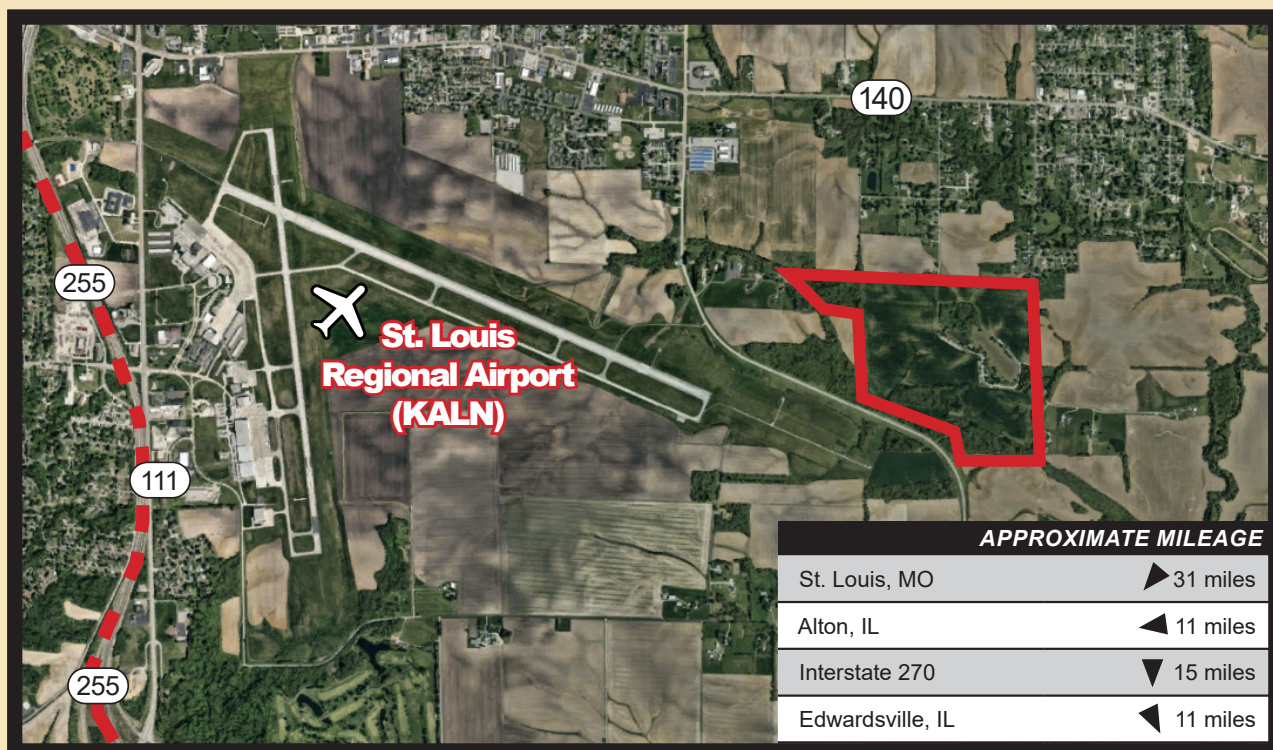 140
255
St. Louis
Regional Airport
(KALN)
111
APPROXIMATE MILEAGE
St. Louis, MO 31 miles
Alton, IL 11 miles
Interstate 270 15 miles
255
Edwardsville, IL 11 miles